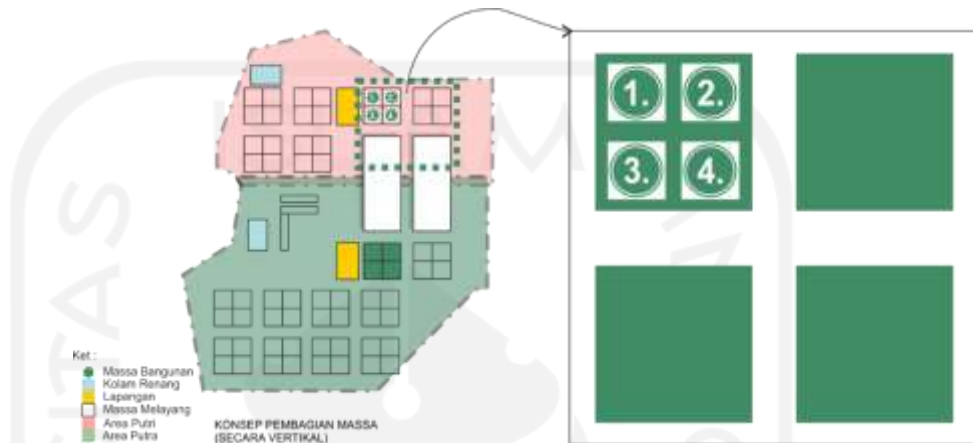 1. 2.
3. 4.
Ket :
Massa Bangunan
Kolam Renang
Lapangan
Massa Melayang
Area Putri
Area Putra
KONSEP PEMBAGIAN MASSA
(SECARA VERTIKAL)